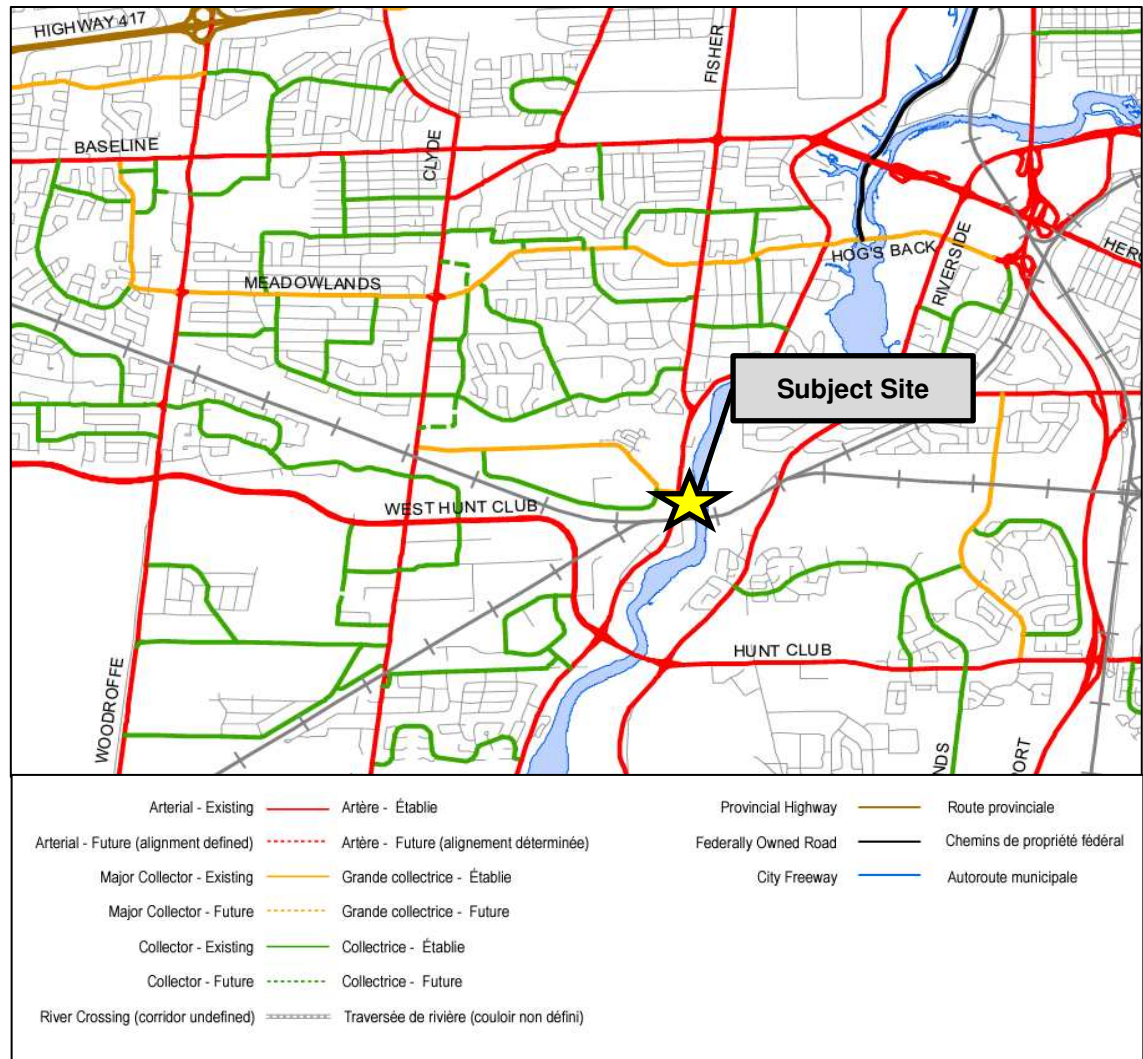 HIGHWAY 417
FISHER
BASELINE
CLYDE
HOG'S BACK
RIVERSIDE
HERO
MEADOWLANDS
Subject Site
WEST HUNT CLUB
HUNT CLUB
WOODROFFE
NDS
PORT
Arterial - Existing Artère - Établie
Arterial - Future (alignment defined) Artère - Future (alignement déterminée)
Major Collector - Existing Grande collectrice - Établie
Major Collector - Future Grande collectrice - Future
Collector - Existing Collectrice - Établie
Collector - Future Collectrice - Future
River Crossing (corridor undefined) Traversée de rivière (couloir non défini)
Provincial Highway Route provinciale
Federally Owned Road Chemins de propriété fédéral
City Freeway Autoroute municipale